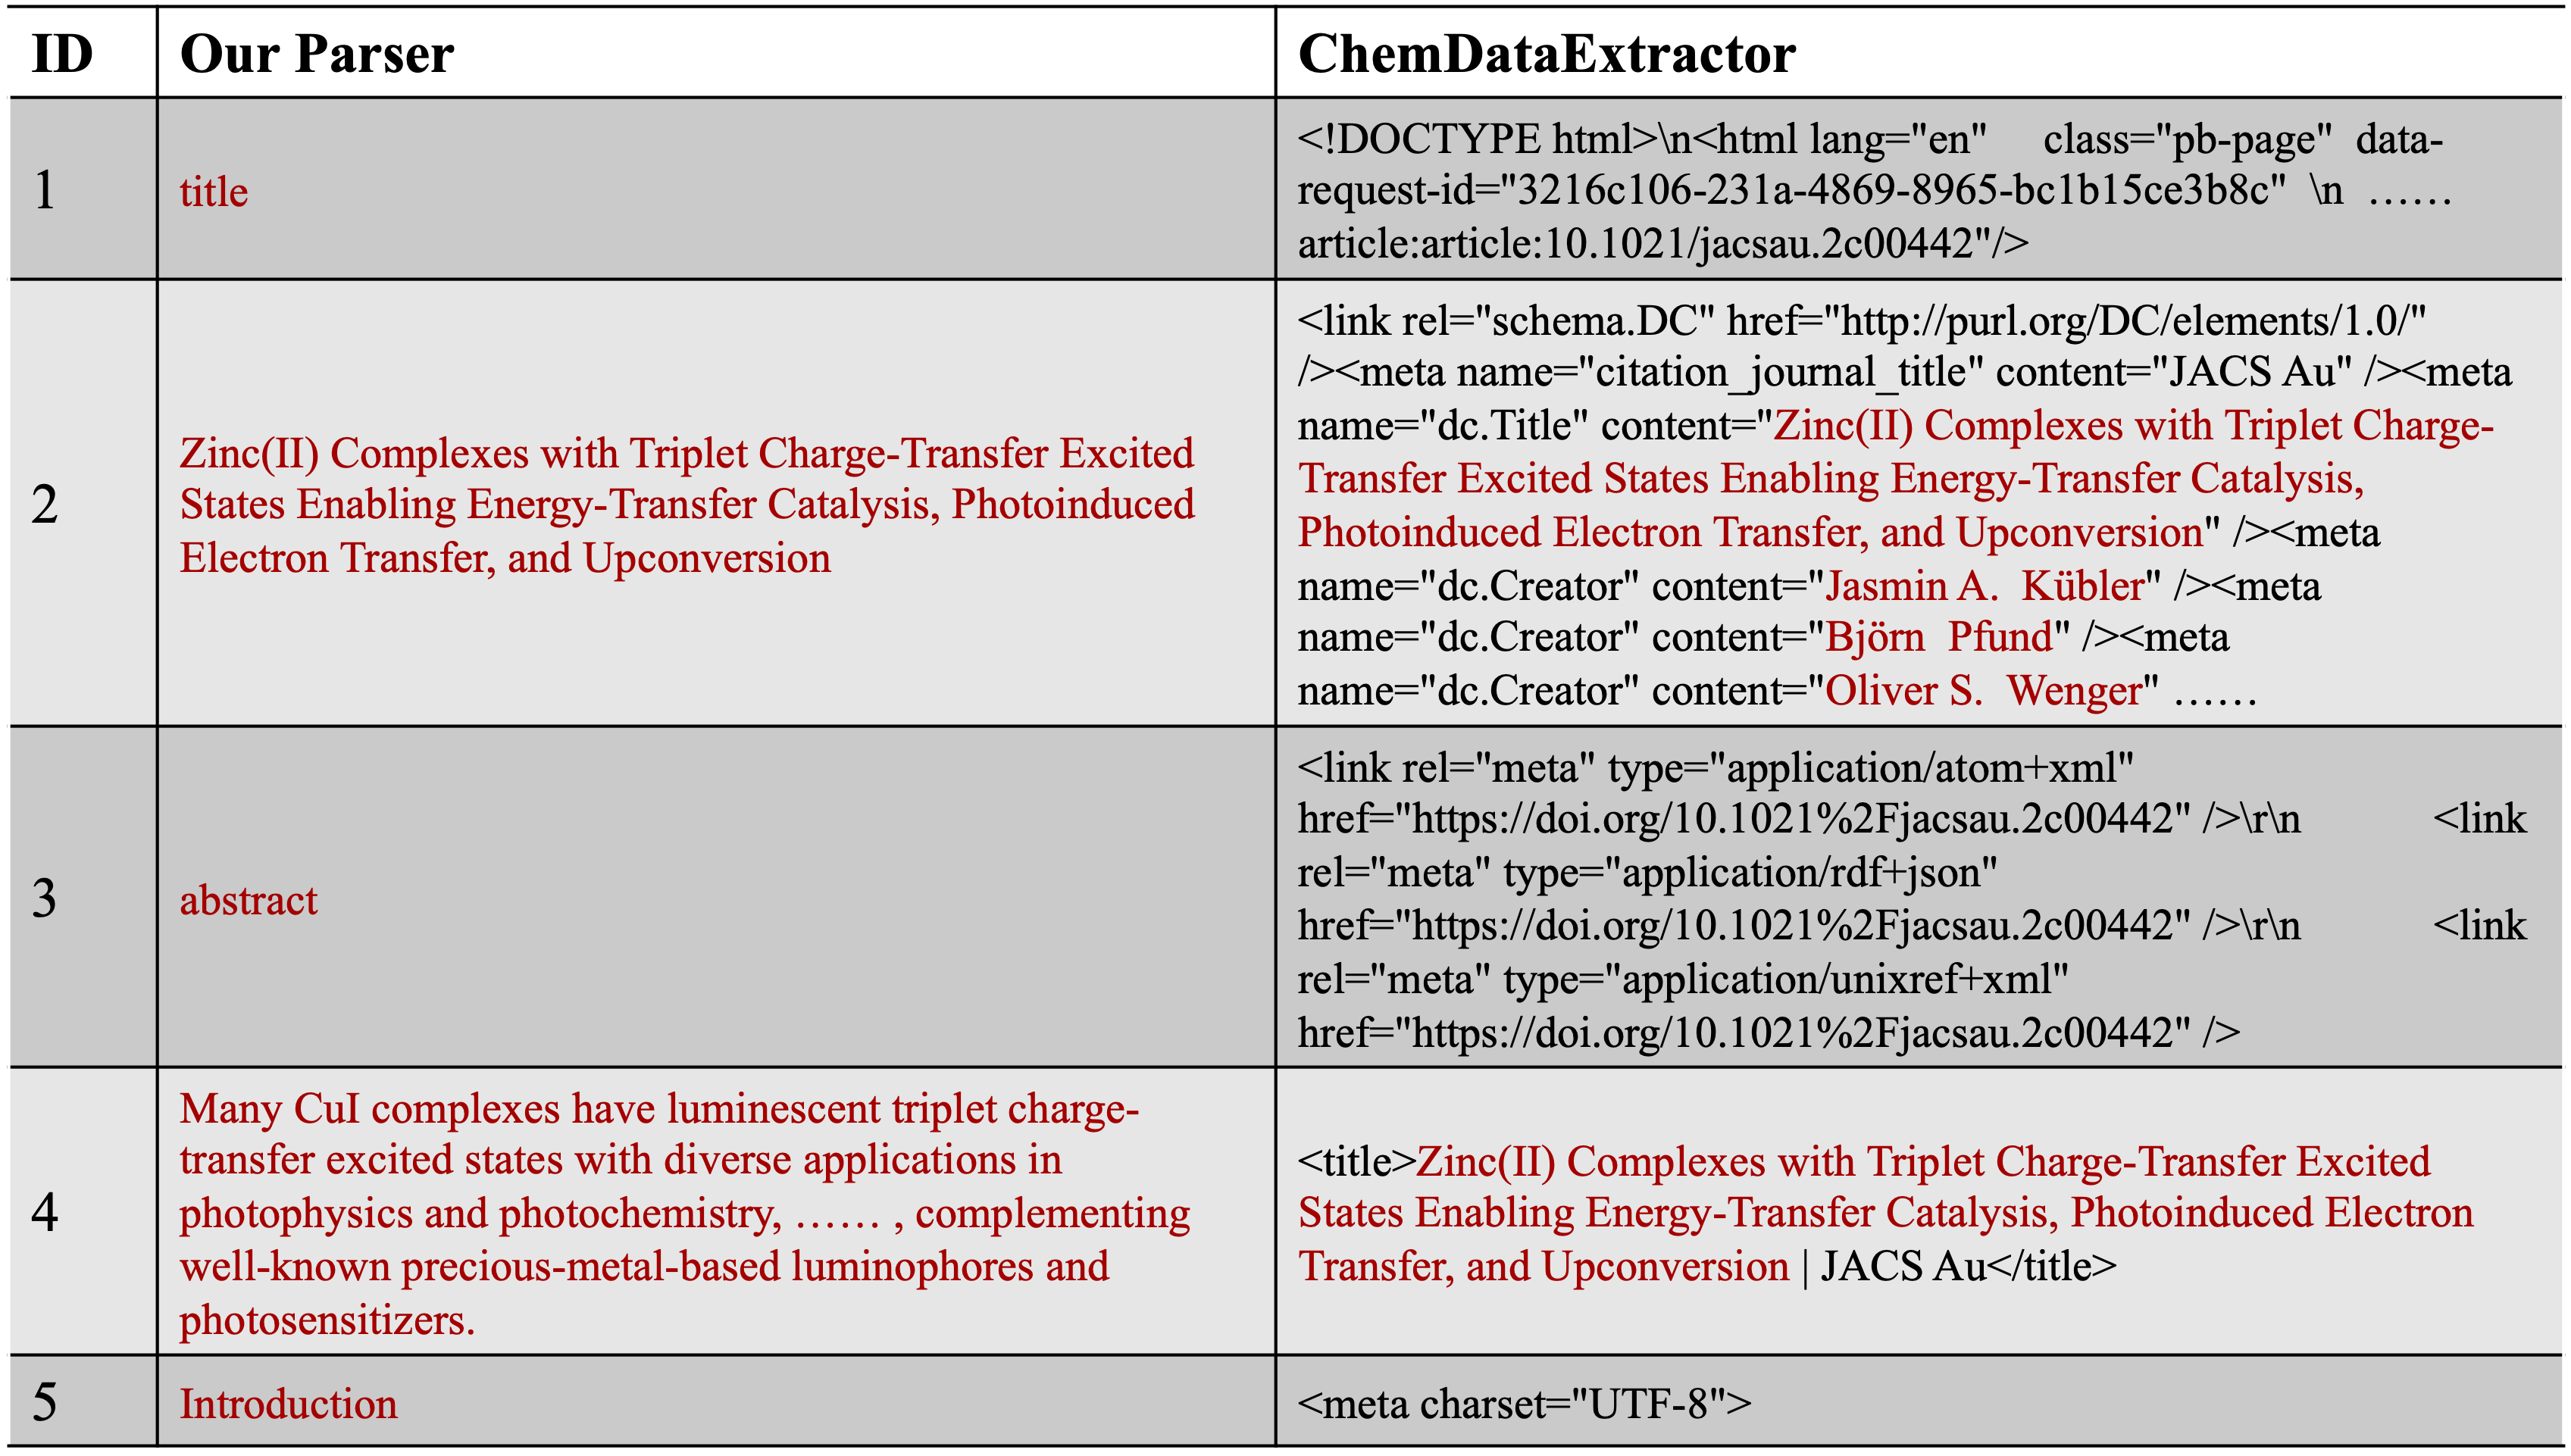 ID Our Parser ChemDataExtractor
1
title
<!DOCTYPE html>\n<html lang="en" class="pb-page" data-
request-id="3216c106-231a-4869-8965-bc1b15ce3b8c" \n ……
article:article:10.1021/jacsau.2c00442"/>
2
Zinc(II) Complexes with Triplet Charge-Transfer Excited
States Enabling Energy-Transfer Catalysis, Photoinduced
Electron Transfer, and Upconversion
<link rel="schema.DC" href="http://purl.org/DC/elements/1.0/"
/><meta name="citation_journal_title" content="JACS Au" /><meta
name="dc.Title" content="Zinc(II) Complexes with Triplet Charge-
Transfer Excited States Enabling Energy-Transfer Catalysis,
Photoinduced Electron Transfer, and Upconversion" /><meta
name="dc.Creator" content="Jasmin A. Kübler" /><meta
name="dc.Creator" content="Björn Pfund" /><meta
name="dc.Creator" content="Oliver S. Wenger" ……
3
abstract
<link rel="meta" type="application/atom+xml"
href="https://doi.org/10.1021%2Fjacsau.2c00442" />\r\n <link
rel="meta" type="application/rdf+json"
href="https://doi.org/10.1021%2Fjacsau.2c00442" />\r\n <link
rel="meta" type="application/unixref+xml"
href="https://doi.org/10.1021%2Fjacsau.2c00442" />
4
Many CuI complexes have luminescent triplet charge-
transfer excited states with diverse applications in
photophysics and photochemistry, …… , complementing
well-known precious-metal-based luminophores and
photosensitizers.
<title>Zinc(II) Complexes with Triplet Charge-Transfer Excited
States Enabling Energy-Transfer Catalysis, Photoinduced Electron
Transfer, and Upconversion | JACS Au</title>
5
Introduction
<meta charset="UTF-8">